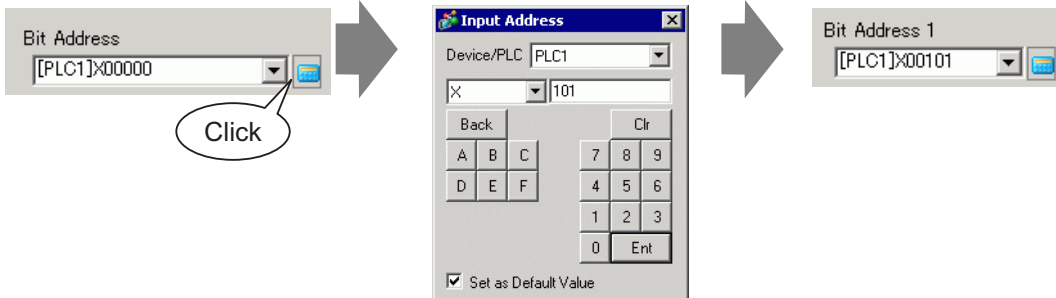 Bit Address
[PLC1]X00000
Click
Input Address
Device/PLC PLC1
X 101
Back Clr
A B C 7 8 9
D E F 4 5 6
1 2 3
0 Ent
Set as Default Value
Bit Address 1
[PLC1]X00101